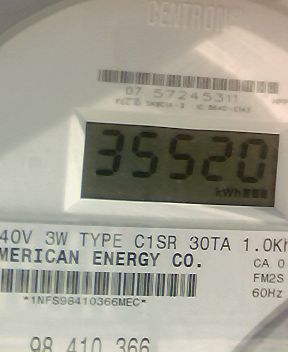 CENTRON®
07 57245311
35520
kWh
40V 3W TYPE C1SR 30TA 1.0Kh
MERICAN ENERGY CO.
CA 0
FM2S
60Hz
*1NFS98410366MEC*
98 410 366